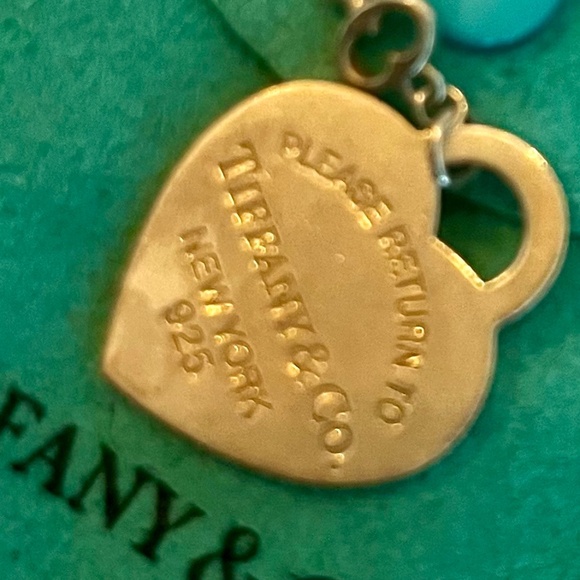 PLEASE RETURN TO
TIFFANY & CO.
NEW YORK
925
FANY &